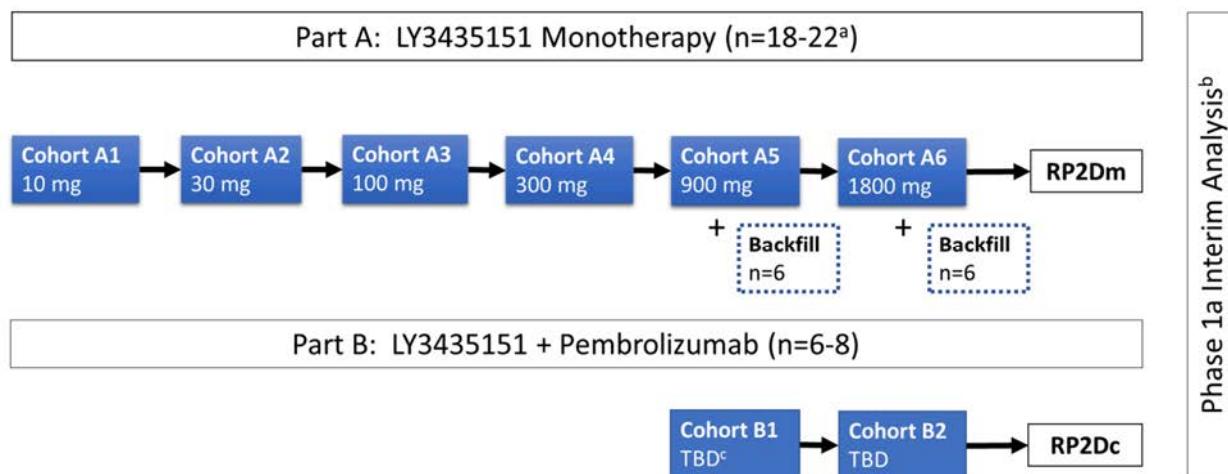 Part A: LY3435151 Monotherapy (n=18-22ᵃ)
Phase 1a Interim Analysisᵇ
Cohort A1
10 mg
Cohort A2
30 mg
Cohort A3
100 mg
Cohort A4
300 mg
Cohort A5
900 mg
Cohort A6
1800 mg
RP2Dm
+
Backfill
n=6
+
Backfill
n=6
Part B: LY3435151 + Pembrolizumab (n=6-8)
Cohort B1
TBDᶜ
Cohort B2
TBD
RP2Dc